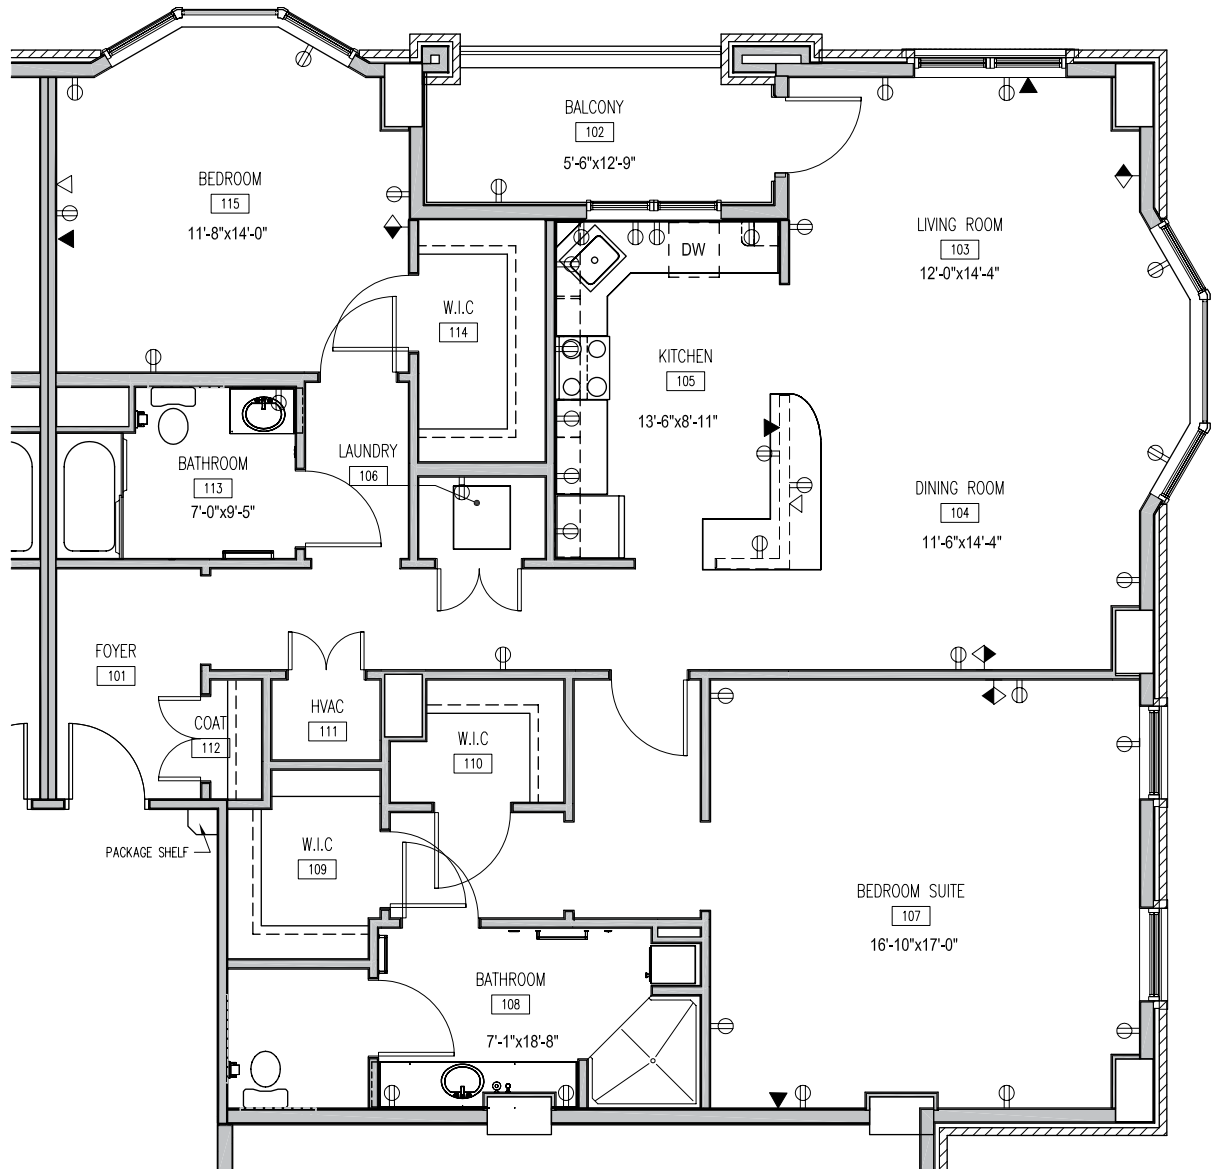 BALCONY
102
5'-6"x12'-9"
BEDROOM
115
11'-8"x14'-0"
LIVING ROOM
103
12'-0"x14'-4"
DW
W.I.C
114
KITCHEN
105
13'-6"x8'-11"
LAUNDRY
106
BATHROOM
113
7'-0"x9'-5"
DINING ROOM
104
11'-6"x14'-4"
FOYER
101
HVAC
111
COAT
112
W.I.C
110
W.I.C
109
PACKAGE SHELF
BEDROOM SUITE
107
16'-10"x17'-0"
BATHROOM
108
7'-1"x18'-8"